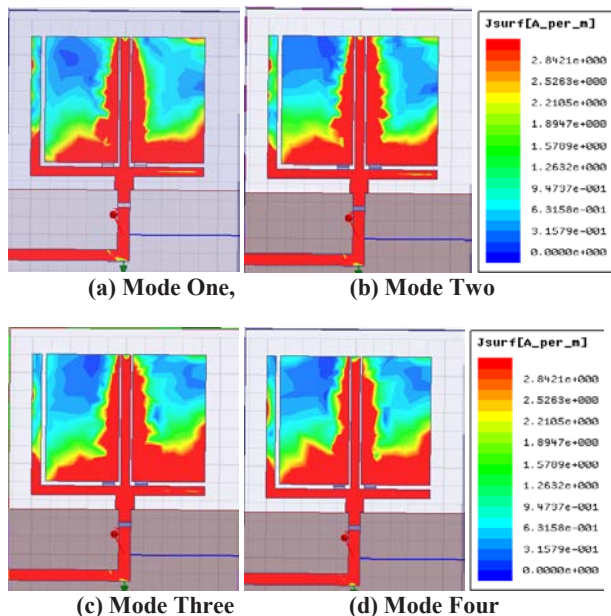 Jsurf[A_per_m]
2.8421e+000
2.5263e+000
2.2105e+000
1.8947e+000
1.5789e+000
1.2632e+000
9.4737e-001
6.3158e-001
3.1579e-001
0.0000e+000
(a) Mode One, (b) Mode Two
Jsurf[A_per_m]
2.8421e+000
2.5263e+000
2.2105e+000
1.8947e+000
1.5789e+000
1.2632e+000
9.4737e-001
6.3158e-001
3.1579e-001
0.0000e+000
(c) Mode Three (d) Mode Four